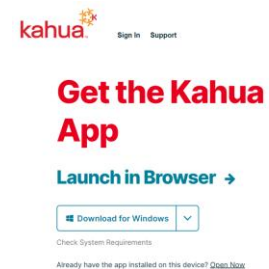 kahua
Sign In Support
Get the Kahua
App
Launch in Browser →
Download for Windows
Check System Requirements
Already have the app installed on this device? Open Now